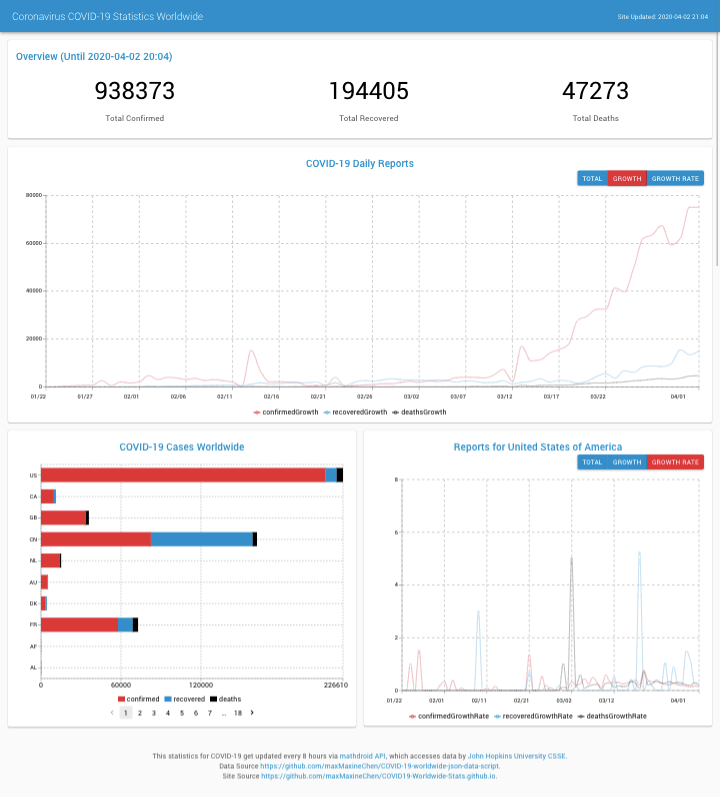 Coronavirus COVID-19 Statistics Worldwide
Site Updated: 2020-04-02 21:04
Overview (Until 2020-04-02 20:04)
938373 194405 47273
Total Confirmed Total Recovered Total Deaths
COVID-19 Daily Reports
TOTAL GROWTH GROWTH RATE
80000
60000
40000
20000
0
01/22 01/27 02/01 02/06 02/11 02/16 02/21 02/26 03/02 03/07 03/12 03/17 03/22 04/01
confirmedGrowth recoveredGrowth deathsGrowth
COVID-19 Cases Worldwide
US
CA
GB
CN
NL
AU
DK
FR
AF
AL
0 60000 120000 226610
confirmed recovered deaths
‹ 1 2 3 4 5 6 7 ... 18 ›
Reports for United States of America
TOTAL GROWTH GROWTH RATE
8
6
4
2
0
01/22 02/01 02/11 02/21 03/02 03/12 04/01
confirmedGrowthRate recoveredGrowthRate deathsGrowthRate
This statistics for COVID-19 get updated every 8 hours via mathdroid API, which accesses data by John Hopkins University CSSE.
Data Source https://github.com/maxMaxineChen/COVID-19-worldwide-json-data-script.
Site Source https://github.com/maxMaxineChen/COVID19-Worldwide-Stats.github.io.